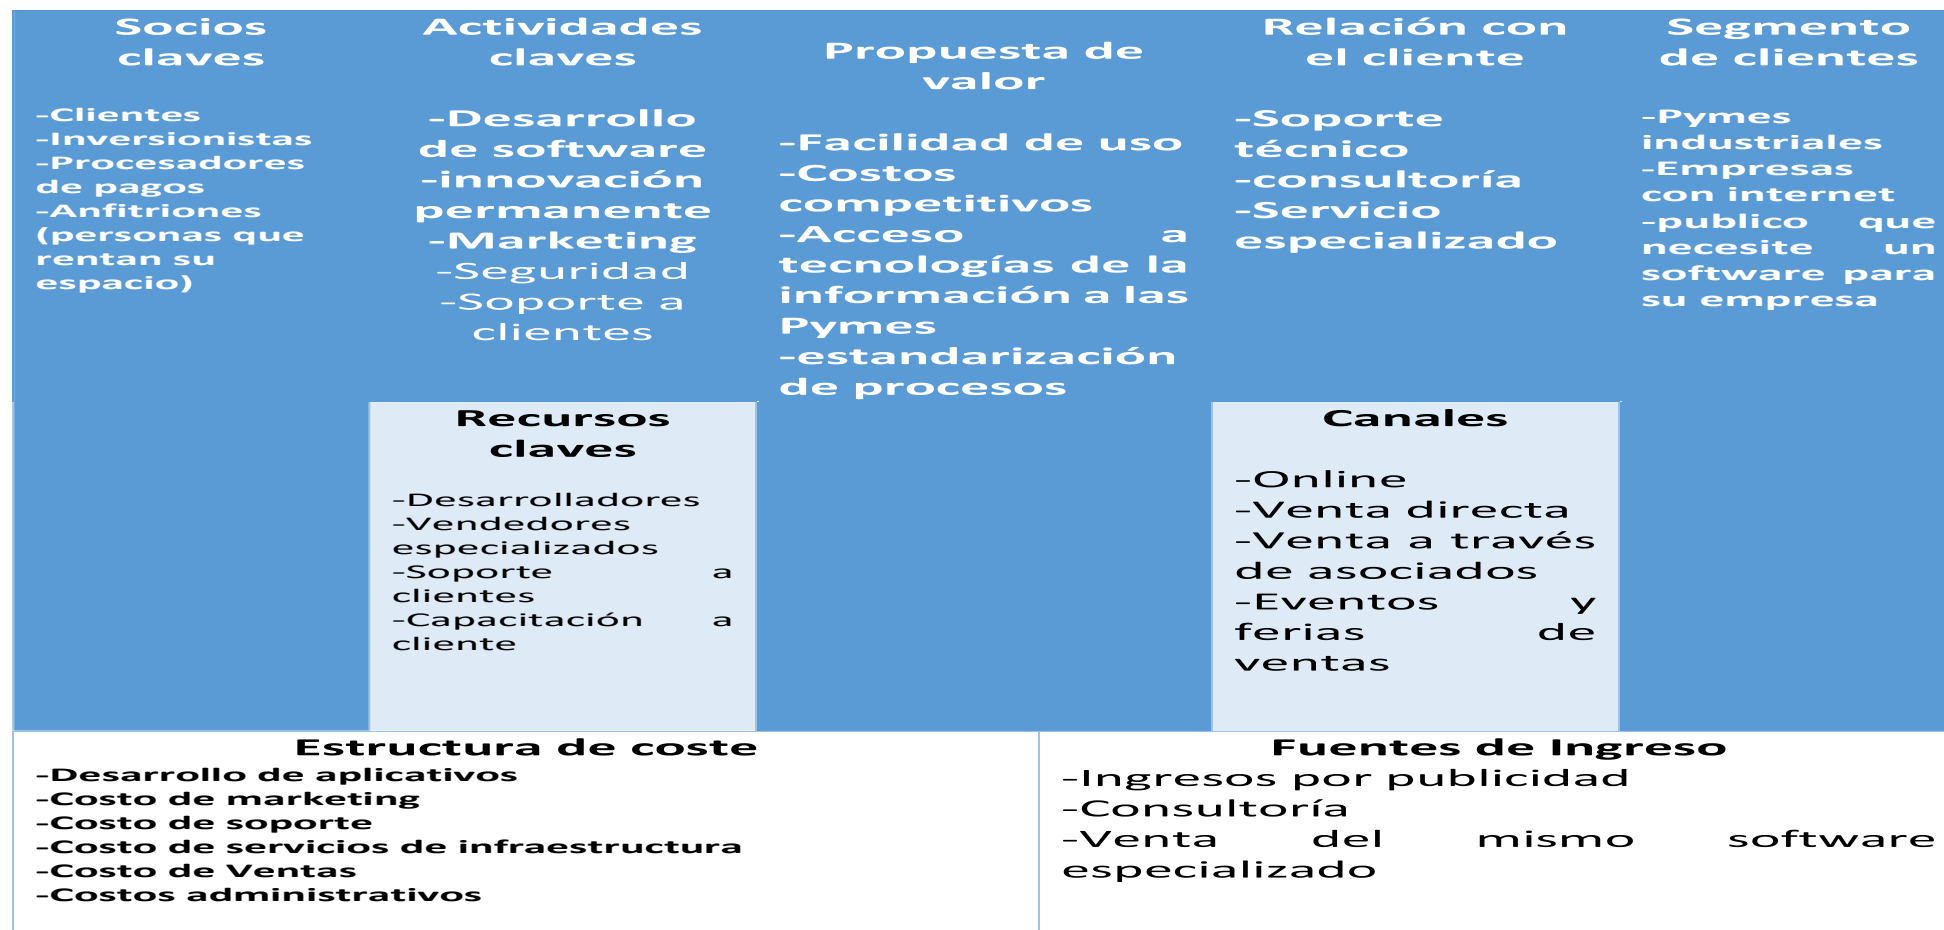 Socios
claves
-Clientes
-Inversionistas
-Procesadores
de pagos
-Anfitriones
(personas que
rentan su
espacio)
Actividades
claves
-Desarrollo
de software
-innovación
permanente
-Marketing
-Seguridad
-Soporte a
clientes
Recursos
claves
-Desarrolladores
-Vendedores
especializados
-Soporte a
clientes
-Capacitación a
cliente
Propuesta de
valor
-Facilidad de uso
-Costos
competitivos
-Acceso a
tecnologías de la
información a las
Pymes
-estandarización
de procesos
Relación con
el cliente
-Soporte
técnico
-consultoría
-Servicio
especializado
Canales
-Online
-Venta directa
-Venta a través
de asociados
-Eventos y
ferias de
ventas
Segmento
de clientes
-Pymes
industriales
-Empresas
con internet
-publico que
necesite un
software para
su empresa
Estructura de coste
-Desarrollo de aplicativos
-Costo de marketing
-Costo de soporte
-Costo de servicios de infraestructura
-Costo de Ventas
-Costos administrativos
Fuentes de Ingreso
-Ingresos por publicidad
-Consultoría
-Venta del mismo software
especializado